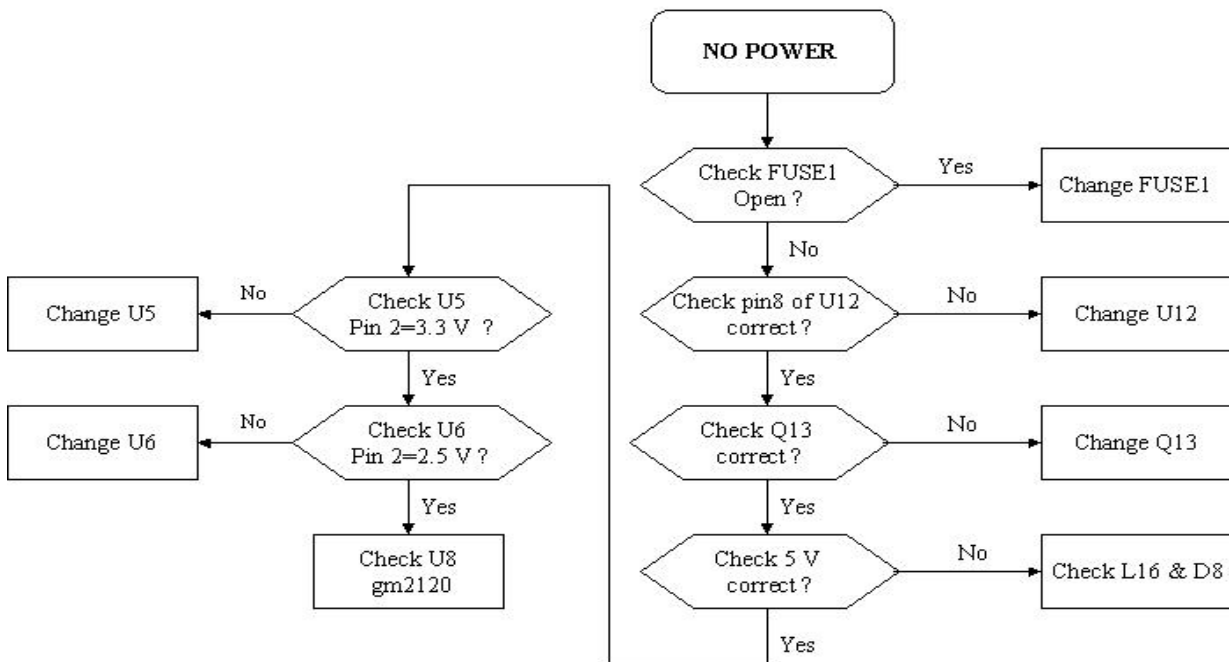 NO POWER
Check FUSE1
Open ?
Yes
Change FUSE1
No
Check pin8 of U12
correct ?
No
Change U12
Yes
Check Q13
correct ?
No
Change Q13
Yes
Check 5 V
correct ?
No
Check L16 & D8
Yes
Check U5
Pin 2=3.3 V ?
No
Change U5
Yes
Check U6
Pin 2=2.5 V ?
No
Change U6
Yes
Check U8
gm2120